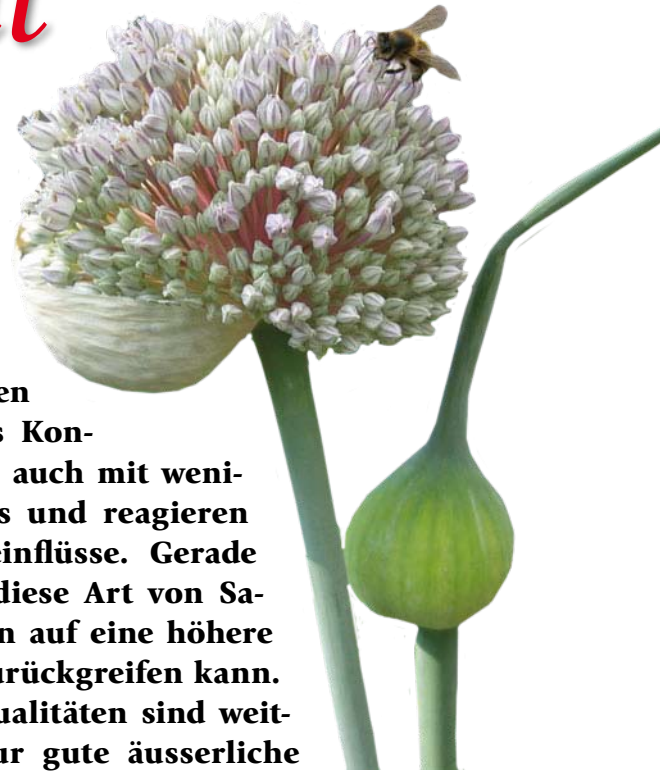 en
s Kon-
auch mit weni-
s und reagieren
einflüsse. Gerade
diese Art von Sa-
n auf eine höhere
urückgreifen kann.
ualitäten sind weit-
ur gute äusserliche